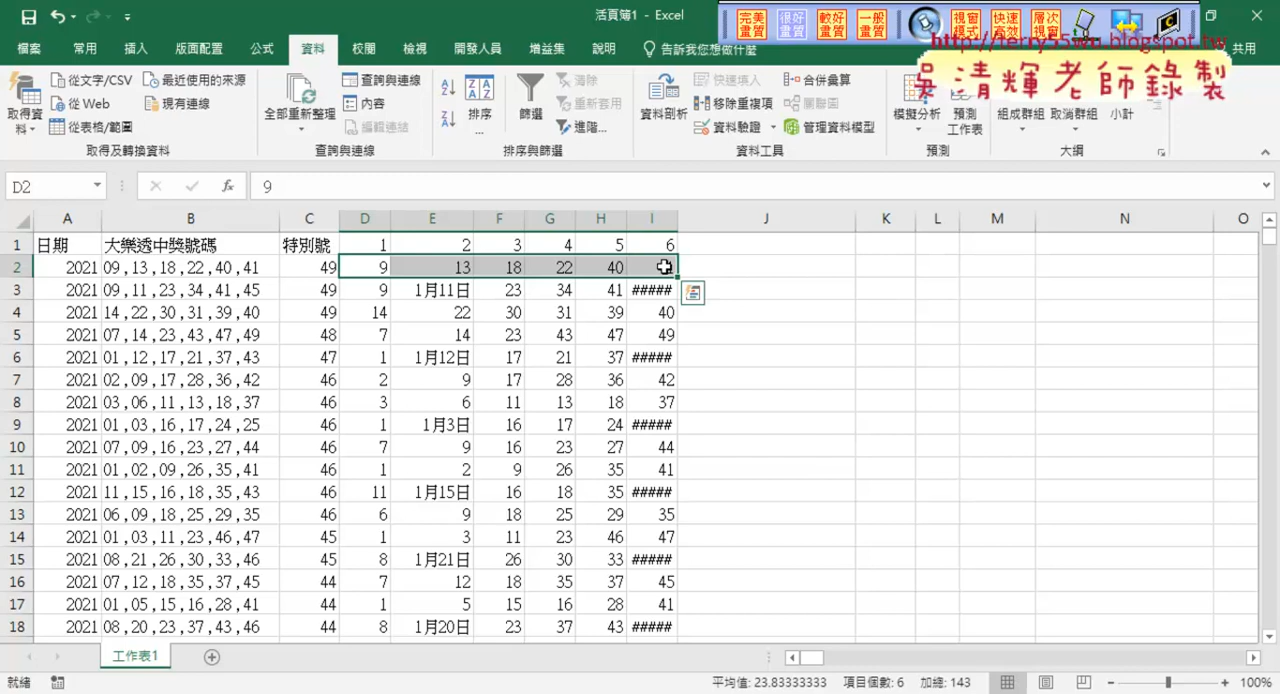 活頁簿1 - Excel
完美畫質 很好畫質 較好畫質 一般畫質 視窗模式 快速高效 層次視窗
http://terry55wu.blogspot.tw
吳清輝老師錄製
檔案 常用 插入 版面配置 公式 資料 校閱 檢視 開發人員 增益集 說明 告訴我您想做什麼 共用
取得資料 從文字/CSV 從 Web 從表格/範圍 最近使用的來源 現有連線
全部重新整理 查詢與連線 內容 編輯連結
排序... 篩選 清除 重新套用 進階...
資料剖析 快速填入 移除重複項 資料驗證 合併彙算 關聯圖 管理資料模型
模擬分析 預測工作表 組成群組 取消群組 小計
取得及轉換資料 查詢與連線 排序與篩選 資料工具 預測 大綱
D2 fx 9
A B C D E F G H I J K L M N O
1 日期 大樂透中獎號碼 特別號 1 2 3 4 5 6
2 2021 09,13,18,22,40,41 49 9 13 18 22 40
3 2021 09,11,23,34,41,45 49 9 1月11日 23 34 41 #####
4 2021 14,22,30,31,39,40 49 14 22 30 31 39 40
5 2021 07,14,23,43,47,49 48 7 14 23 43 47 49
6 2021 01,12,17,21,37,43 47 1 1月12日 17 21 37 #####
7 2021 02,09,17,28,36,42 46 2 9 17 28 36 42
8 2021 03,06,11,13,18,37 46 3 6 11 13 18 37
9 2021 01,03,16,17,24,25 46 1 1月3日 16 17 24 #####
10 2021 07,09,16,23,27,44 46 7 9 16 23 27 44
11 2021 01,02,09,26,35,41 46 1 2 9 26 35 41
12 2021 11,15,16,18,35,43 46 11 1月15日 16 18 35 #####
13 2021 06,09,18,25,29,35 46 6 9 18 25 29 35
14 2021 01,03,11,23,46,47 45 1 3 11 23 46 47
15 2021 08,21,26,30,33,46 45 8 1月21日 26 30 33 #####
16 2021 07,12,18,35,37,45 44 7 12 18 35 37 45
17 2021 01,05,15,16,28,41 44 1 5 15 16 28 41
18 2021 08,20,23,37,43,46 44 8 1月20日 23 37 43 #####
工作表1
就緒 平均值: 23.83333333 項目個數: 6 加總: 143 100%